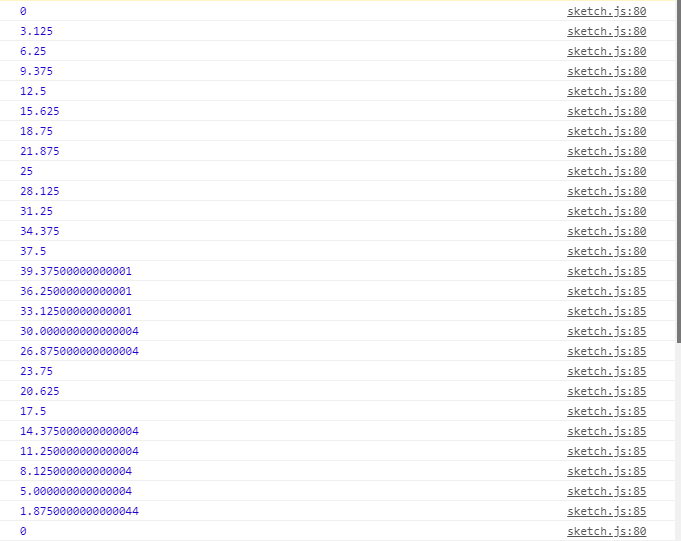 0 sketch.js:80
3.125 sketch.js:80
6.25 sketch.js:80
9.375 sketch.js:80
12.5 sketch.js:80
15.625 sketch.js:80
18.75 sketch.js:80
21.875 sketch.js:80
25 sketch.js:80
28.125 sketch.js:80
31.25 sketch.js:80
34.375 sketch.js:80
37.5 sketch.js:80
39.37500000000001 sketch.js:85
36.25000000000001 sketch.js:85
33.12500000000001 sketch.js:85
30.000000000000004 sketch.js:85
26.875000000000004 sketch.js:85
23.75 sketch.js:85
20.625 sketch.js:85
17.5 sketch.js:85
14.375000000000004 sketch.js:85
11.250000000000004 sketch.js:85
8.125000000000004 sketch.js:85
5.000000000000004 sketch.js:85
1.8750000000000044 sketch.js:85
0 sketch.js:80